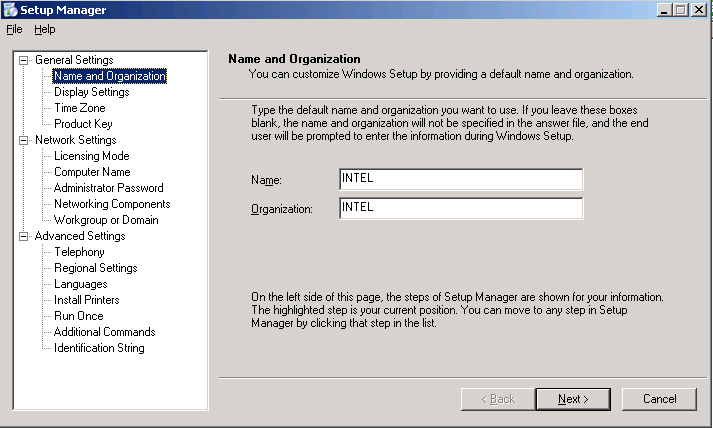 Setup Manager
File Help
General Settings
Name and Organization
Display Settings
Time Zone
Product Key
Network Settings
Licensing Mode
Computer Name
Administrator Password
Networking Components
Workgroup or Domain
Advanced Settings
Telephony
Regional Settings
Languages
Install Printers
Run Once
Additional Commands
Identification String
Name and Organization
You can customize Windows Setup by providing a default name and organization.
Type the default name and organization you want to use. If you leave these boxes
blank, the name and organization will not be specified in the answer file, and the end
user will be prompted to enter the information during Windows Setup.
Name: INTEL
Organization: INTEL
On the left side of this page, the steps of Setup Manager are shown for your information.
The highlighted step is your current position. You can move to any step in Setup
Manager by clicking that step in the list.
< Back Next > Cancel